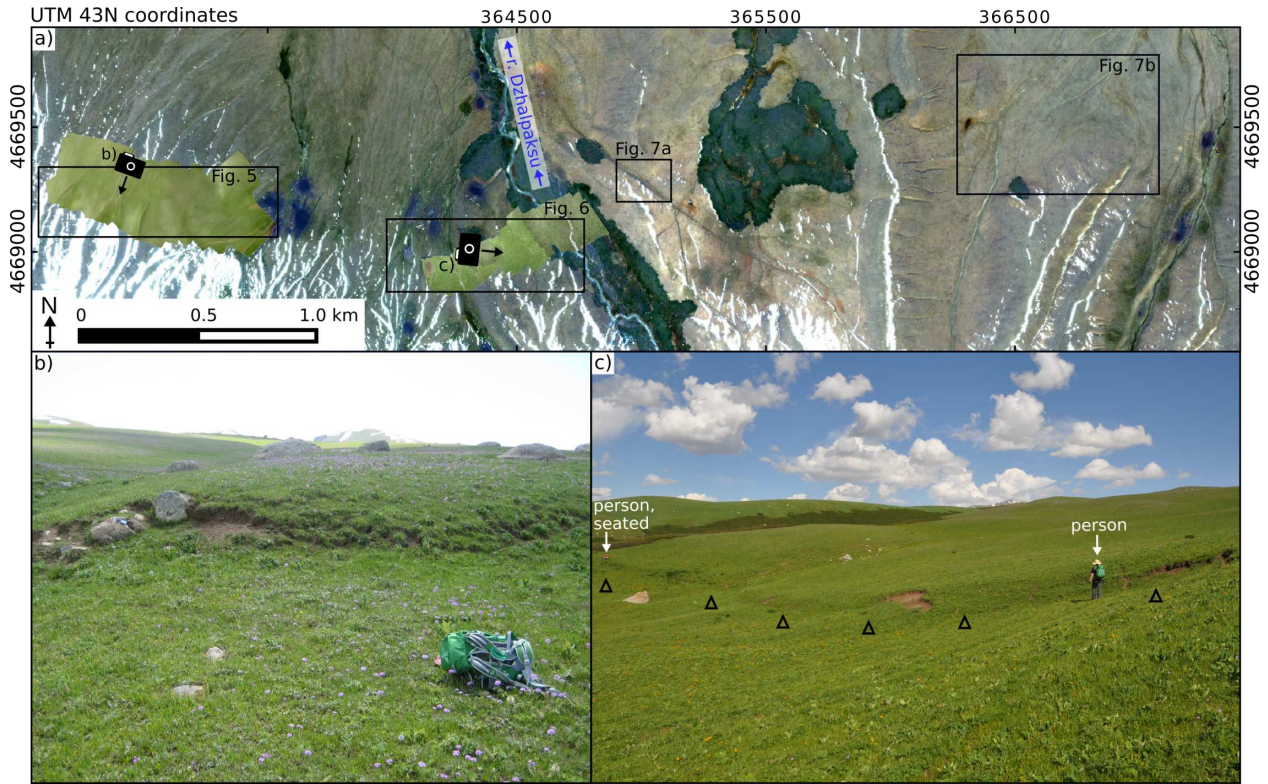 UTM 43N coordinates
364500
365500
366500
a)
4669500
4669000
4669500
4669000
r. Dzhalpaksu
Fig. 7b
Fig. 7a
b)
Fig. 5
Fig. 6
c)
N
0 0.5 1.0 km
b)
c)
person,
seated
person